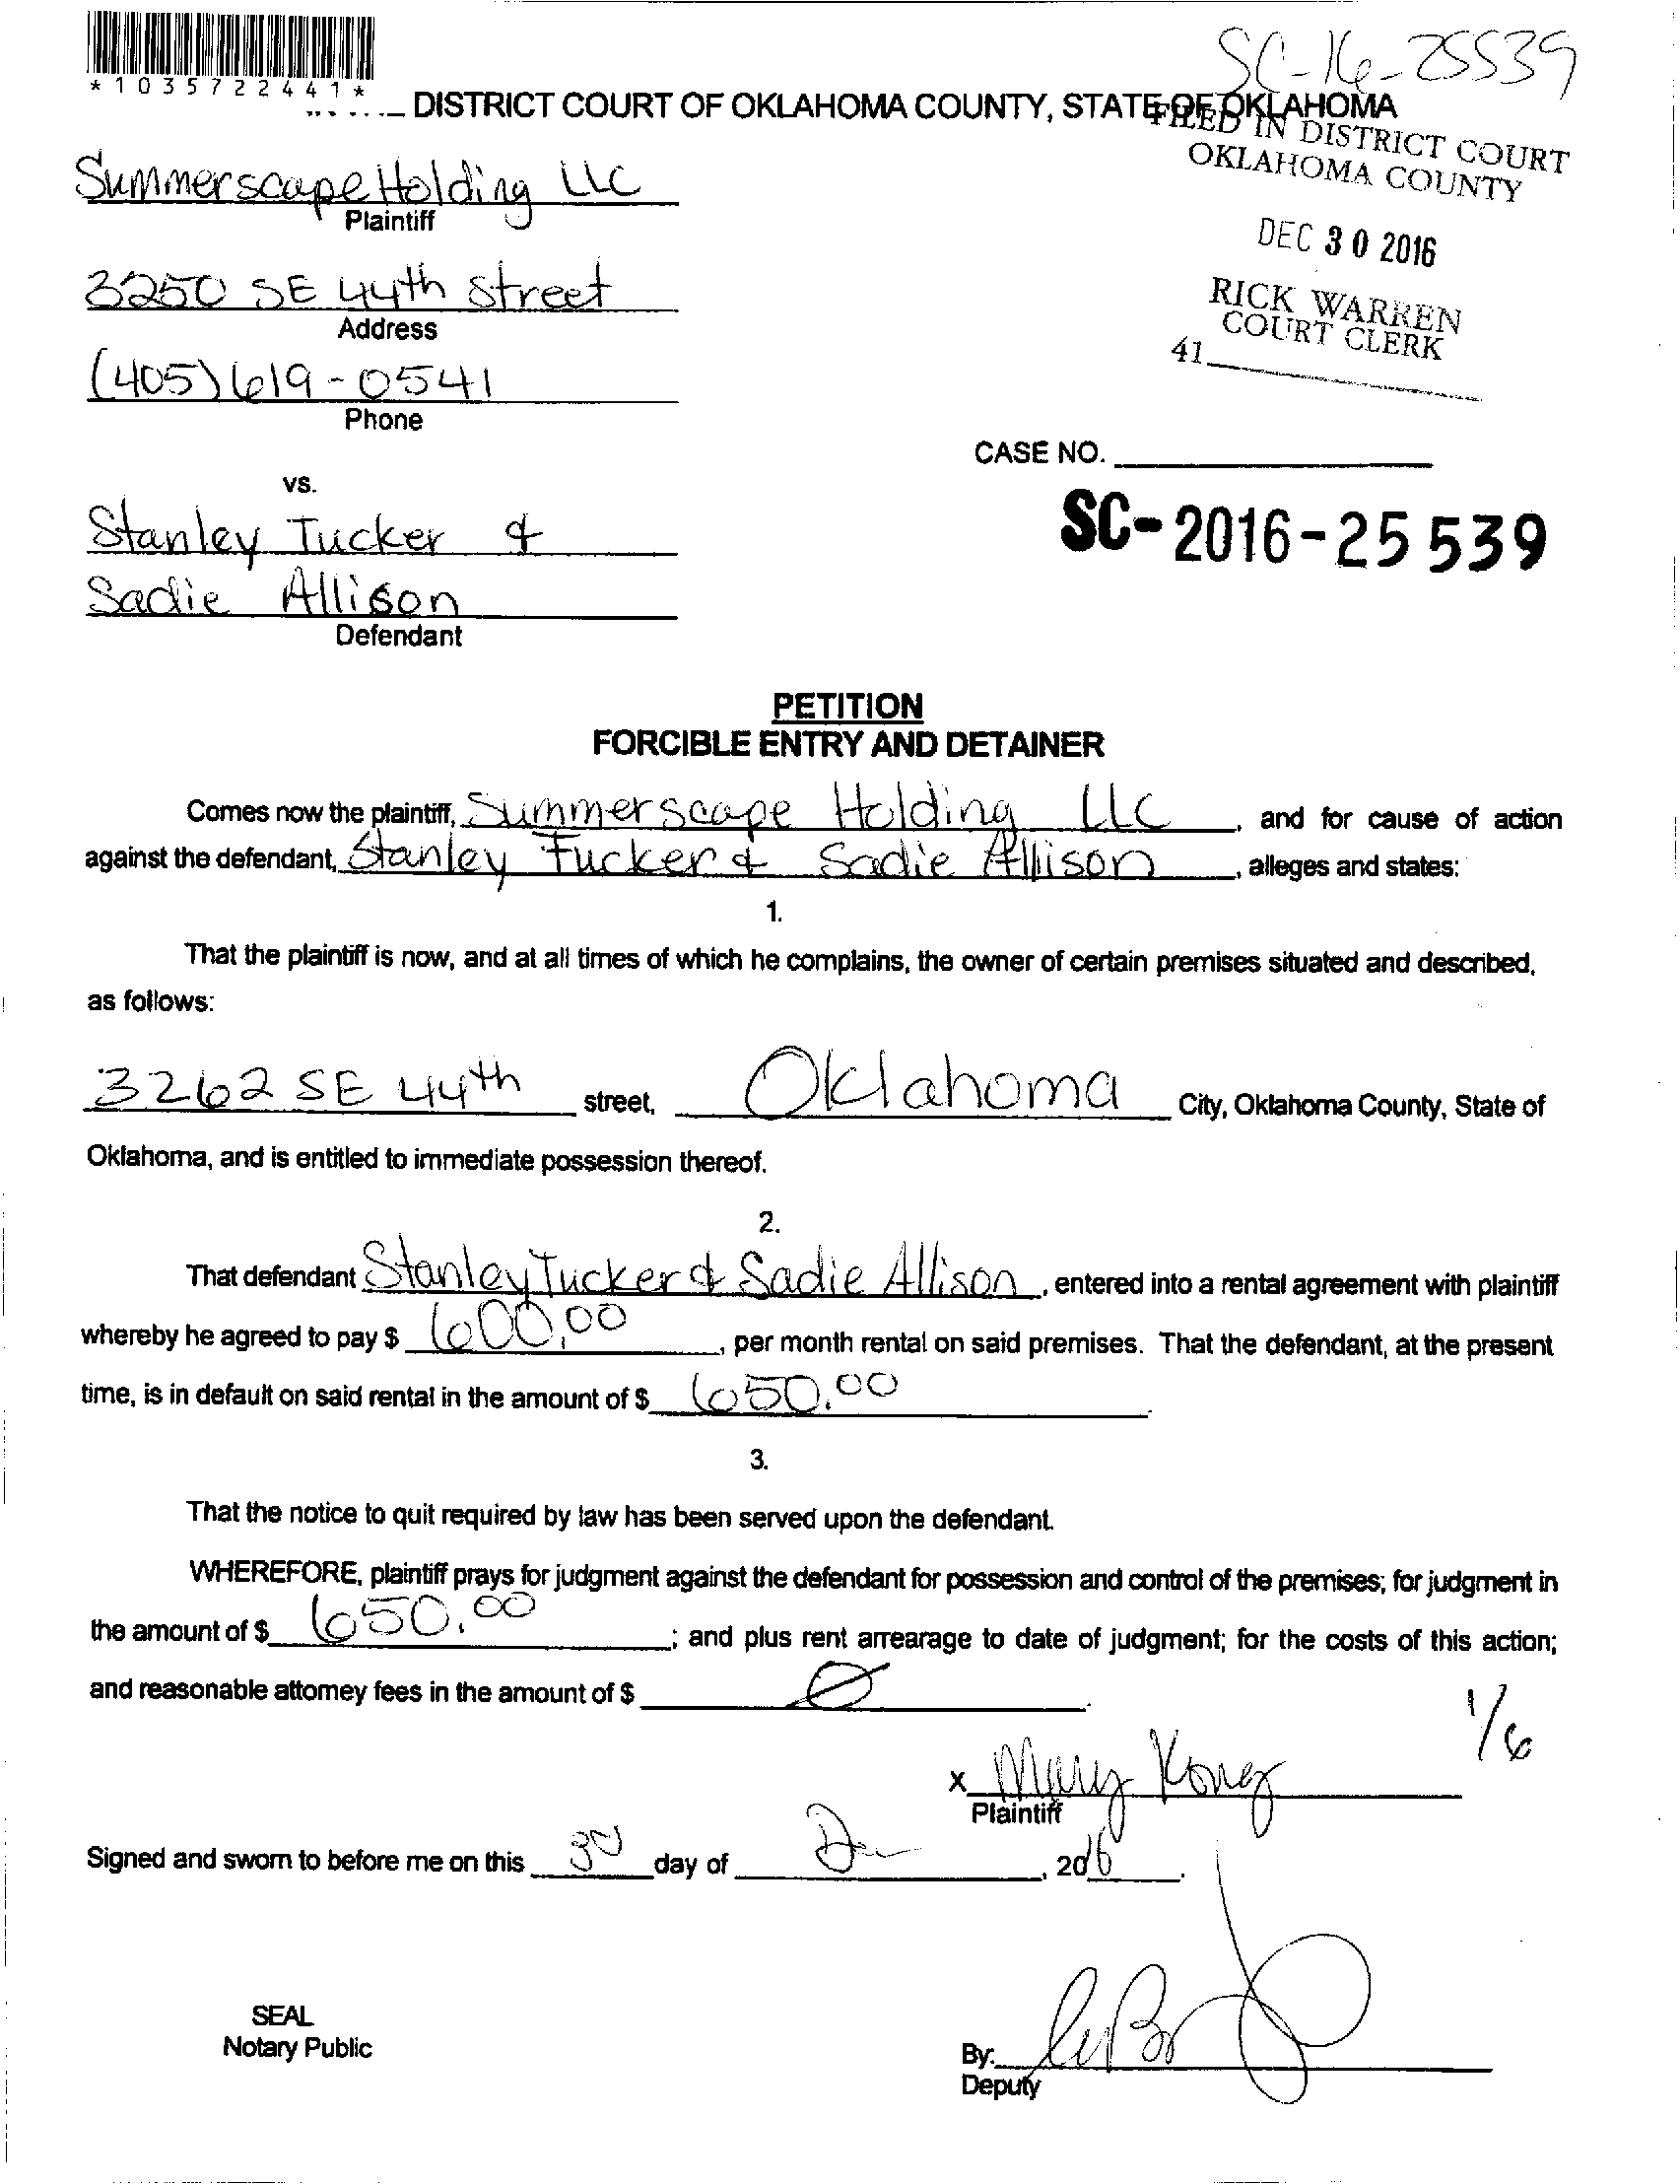 SC-16-25539
*1035722441*
DISTRICT COURT OF OKLAHOMA COUNTY, STATE OF OKLAHOMA
FILED IN DISTRICT COURT
OKLAHOMA COUNTY
Summerscape Holding LLC
Plaintiff
DEC 30 2016
3250 SE 44th Street
Address
RICK WARREN
COURT CLERK
41
(405) 619-0541
Phone
CASE NO.
vs.
SC-2016-25539
Stanley Tucker &
Sadie Allison
Defendant
PETITION
FORCIBLE ENTRY AND DETAINER
Comes now the plaintiff, Summerscape Holding LLC, and for cause of action
against the defendant, Stanley Tucker & Sadie Allison, alleges and states:
1.
That the plaintiff is now, and at all times of which he complains, the owner of certain premises situated and described,
as follows:
3262 SE 44th street, Oklahoma City, Oklahoma County, State of
Oklahoma, and is entitled to immediate possession thereof.
2.
That defendant Stanley Tucker & Sadie Allison, entered into a rental agreement with plaintiff
whereby he agreed to pay $ 600.00, per month rental on said premises. That the defendant, at the present
time, is in default on said rental in the amount of $ 650.00.
3.
That the notice to quit required by law has been served upon the defendant.
WHEREFORE, plaintiff prays for judgment against the defendant for possession and control of the premises; for judgment in
the amount of $ 650.00; and plus rent arrearage to date of judgment; for the costs of this action;
and reasonable attorney fees in the amount of $ Ø.
1/6
x Mary Kong
Plaintiff
Signed and sworn to before me on this 30 day of Dec, 2016.
SEAL
Notary Public
By:
Deputy